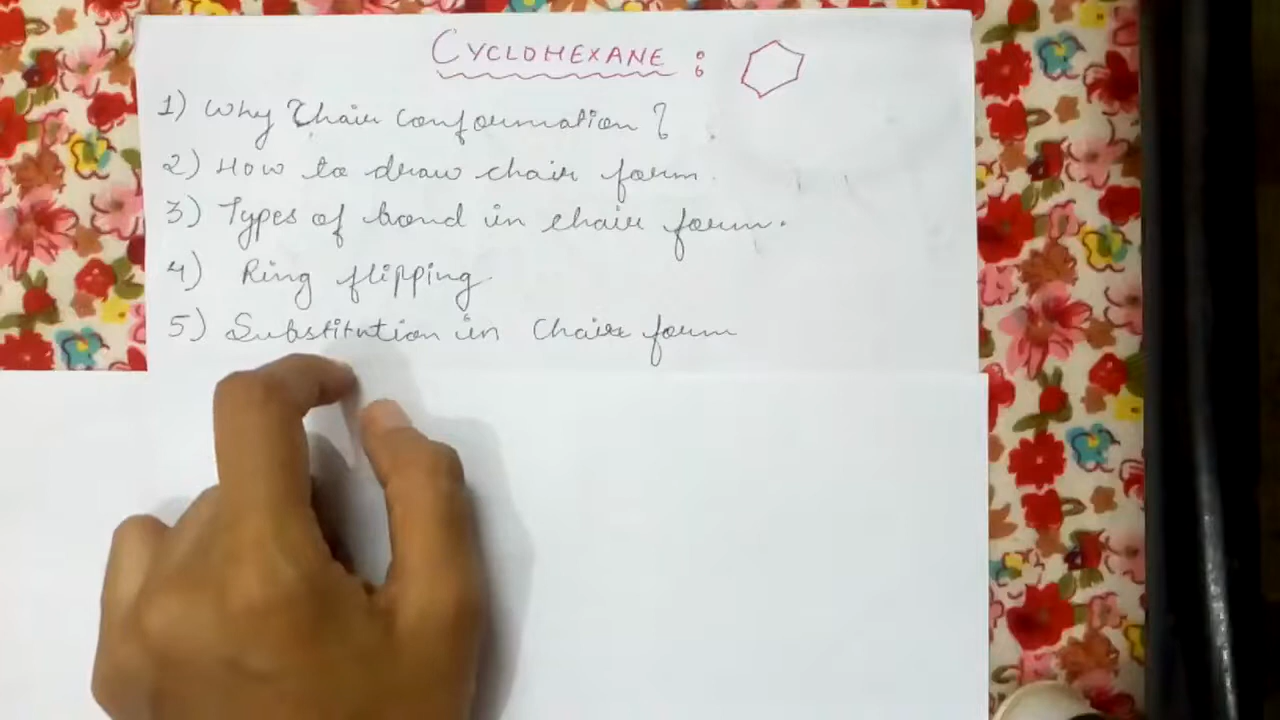 CYCLOHEXANE :
1) Why Chair conformation ?
2) How to draw chair form.
3) Types of bond in chair form.
4) Ring flipping.
5) Substitution in Chair form